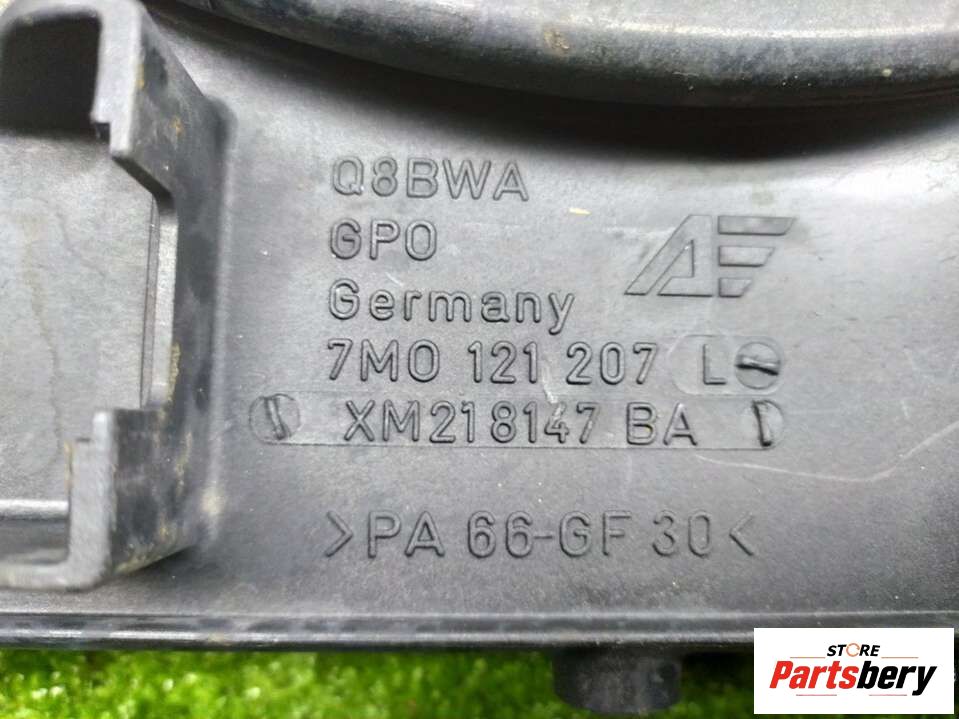 Q8BWA
GPO
Germany
7M0 121 207 L
XM21 8147 BA
>PA 66-GF 30<
STORE
Partsbery